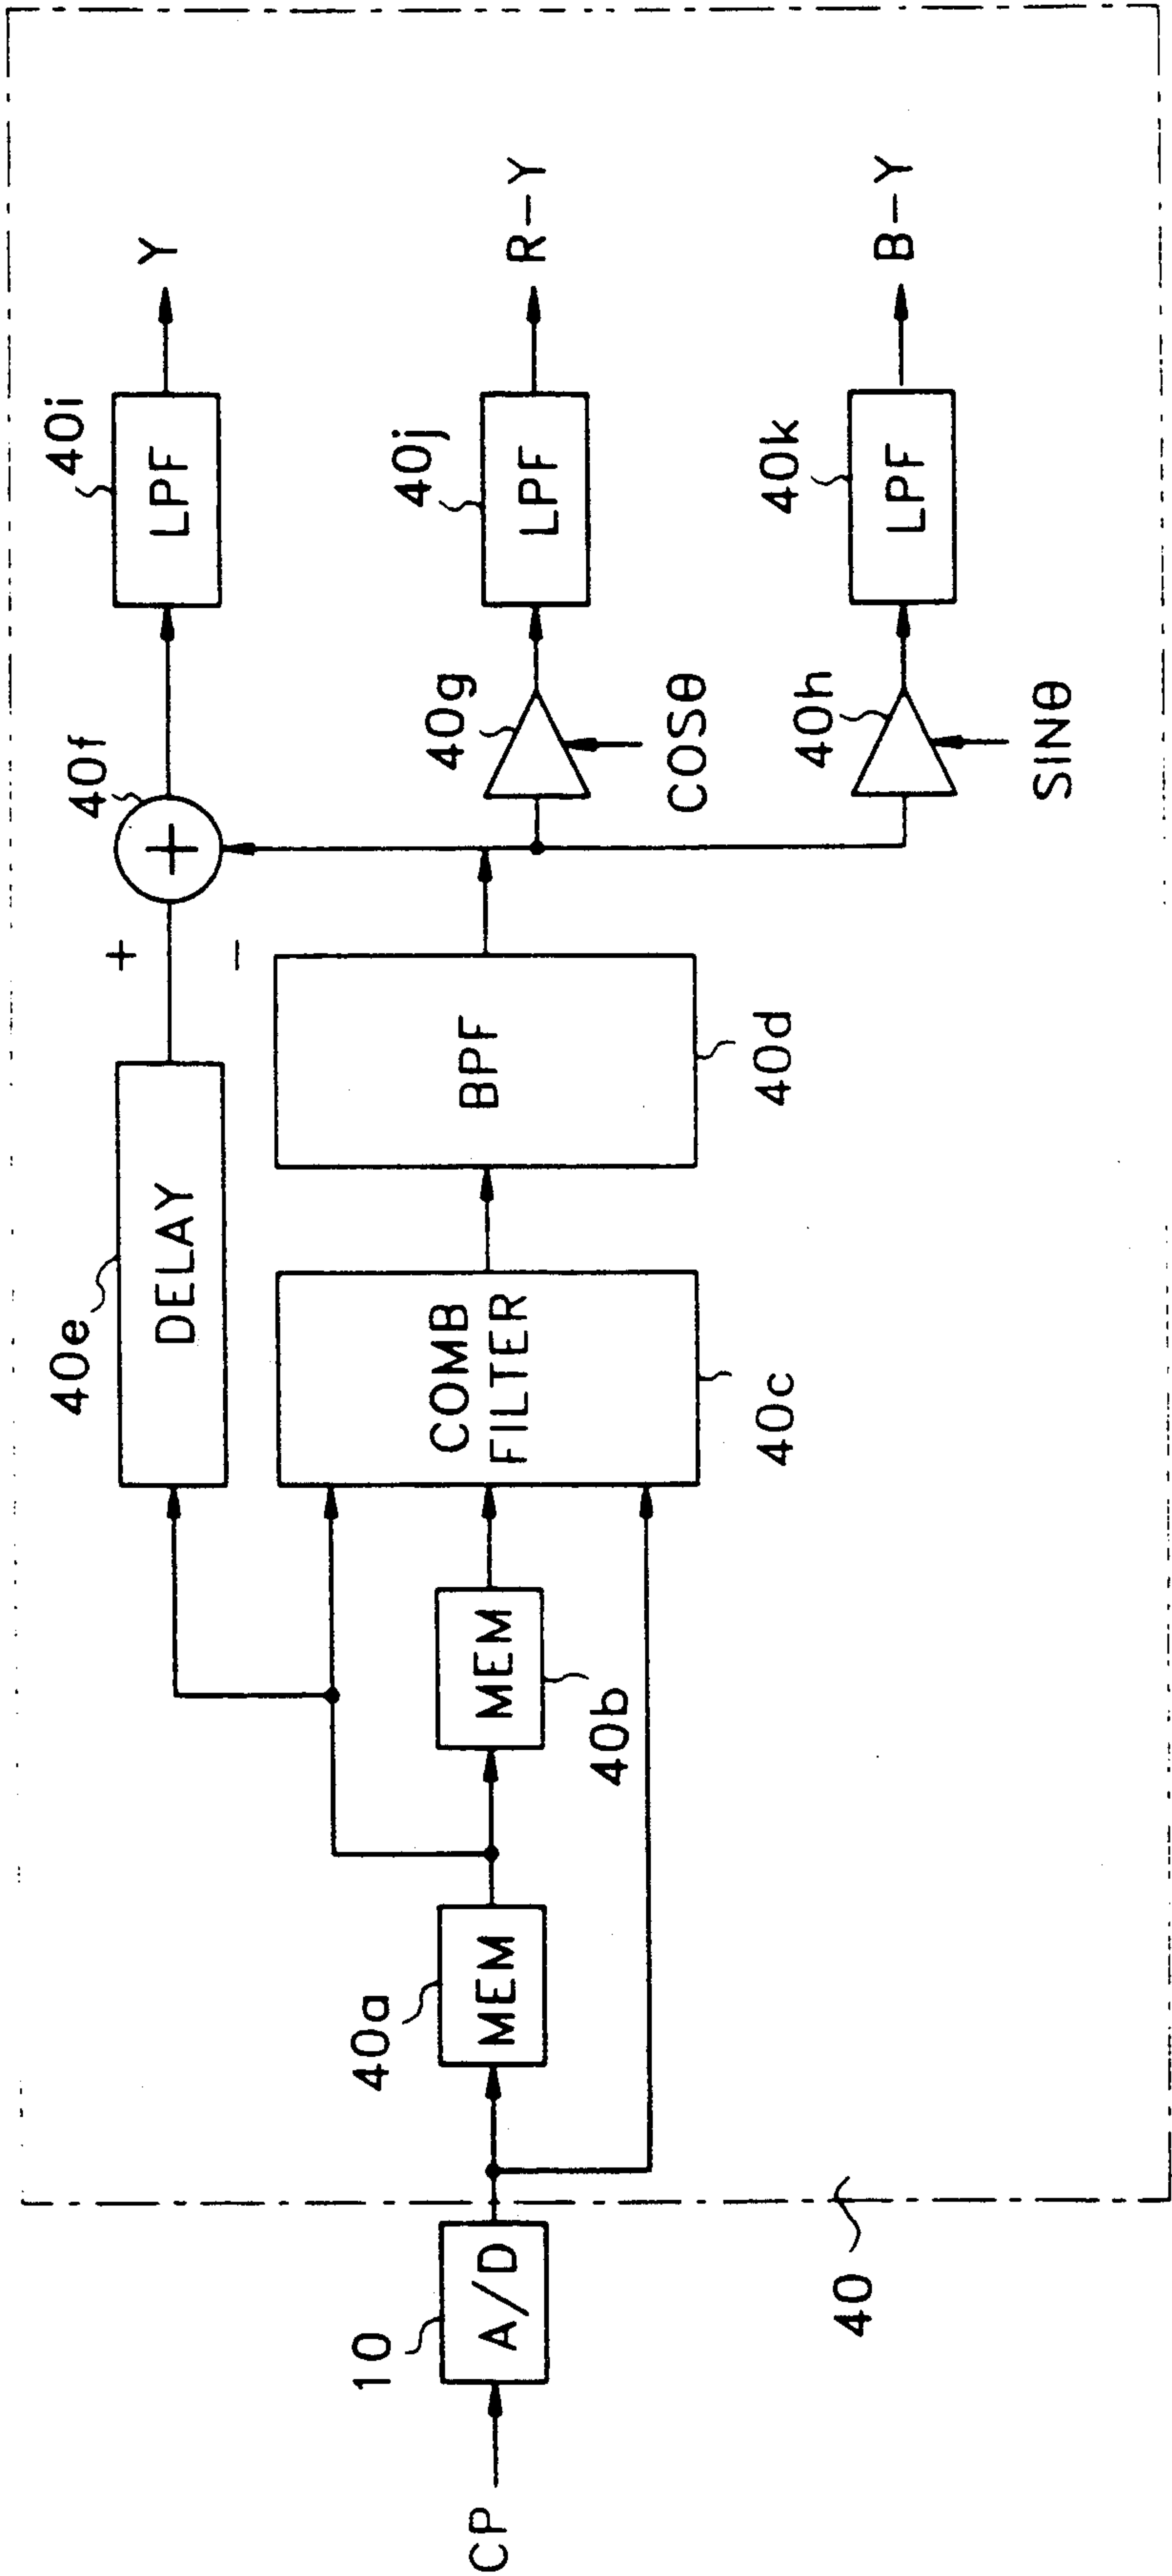 CP
10
A/D
40
40a
MEM
40b
MEM
40c
COMB
FILTER
40d
BPF
40e
DELAY
+
−
40f
+
40g
COSθ
40h
SINθ
40i
LPF
Y
40j
LPF
R-Y
40k
LPF
B-Y